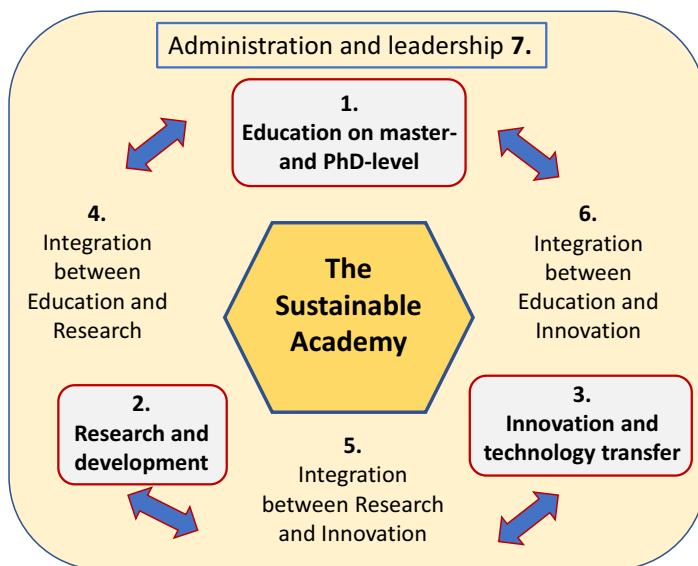 Administration and leadership 7.
1.
Education on master-
and PhD-level
4.
Integration
between
Education and
Research
The
Sustainable
Academy
6.
Integration
between
Education and
Innovation
2.
Research and
development
3.
Innovation and
technology transfer
5.
Integration
between Research
and Innovation